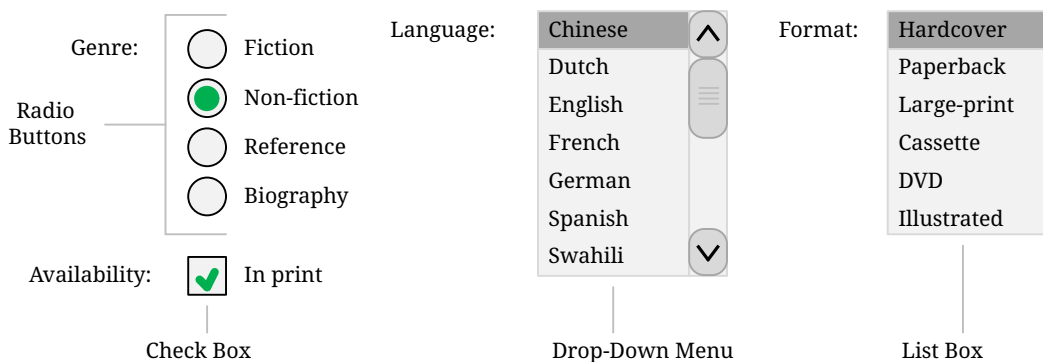 Genre:
Fiction
Non-fiction
Reference
Biography
Radio
Buttons
Availability:
In print
Check Box
Language:
Chinese
Dutch
English
French
German
Spanish
Swahili
Drop-Down Menu
Format:
Hardcover
Paperback
Large-print
Cassette
DVD
Illustrated
List Box